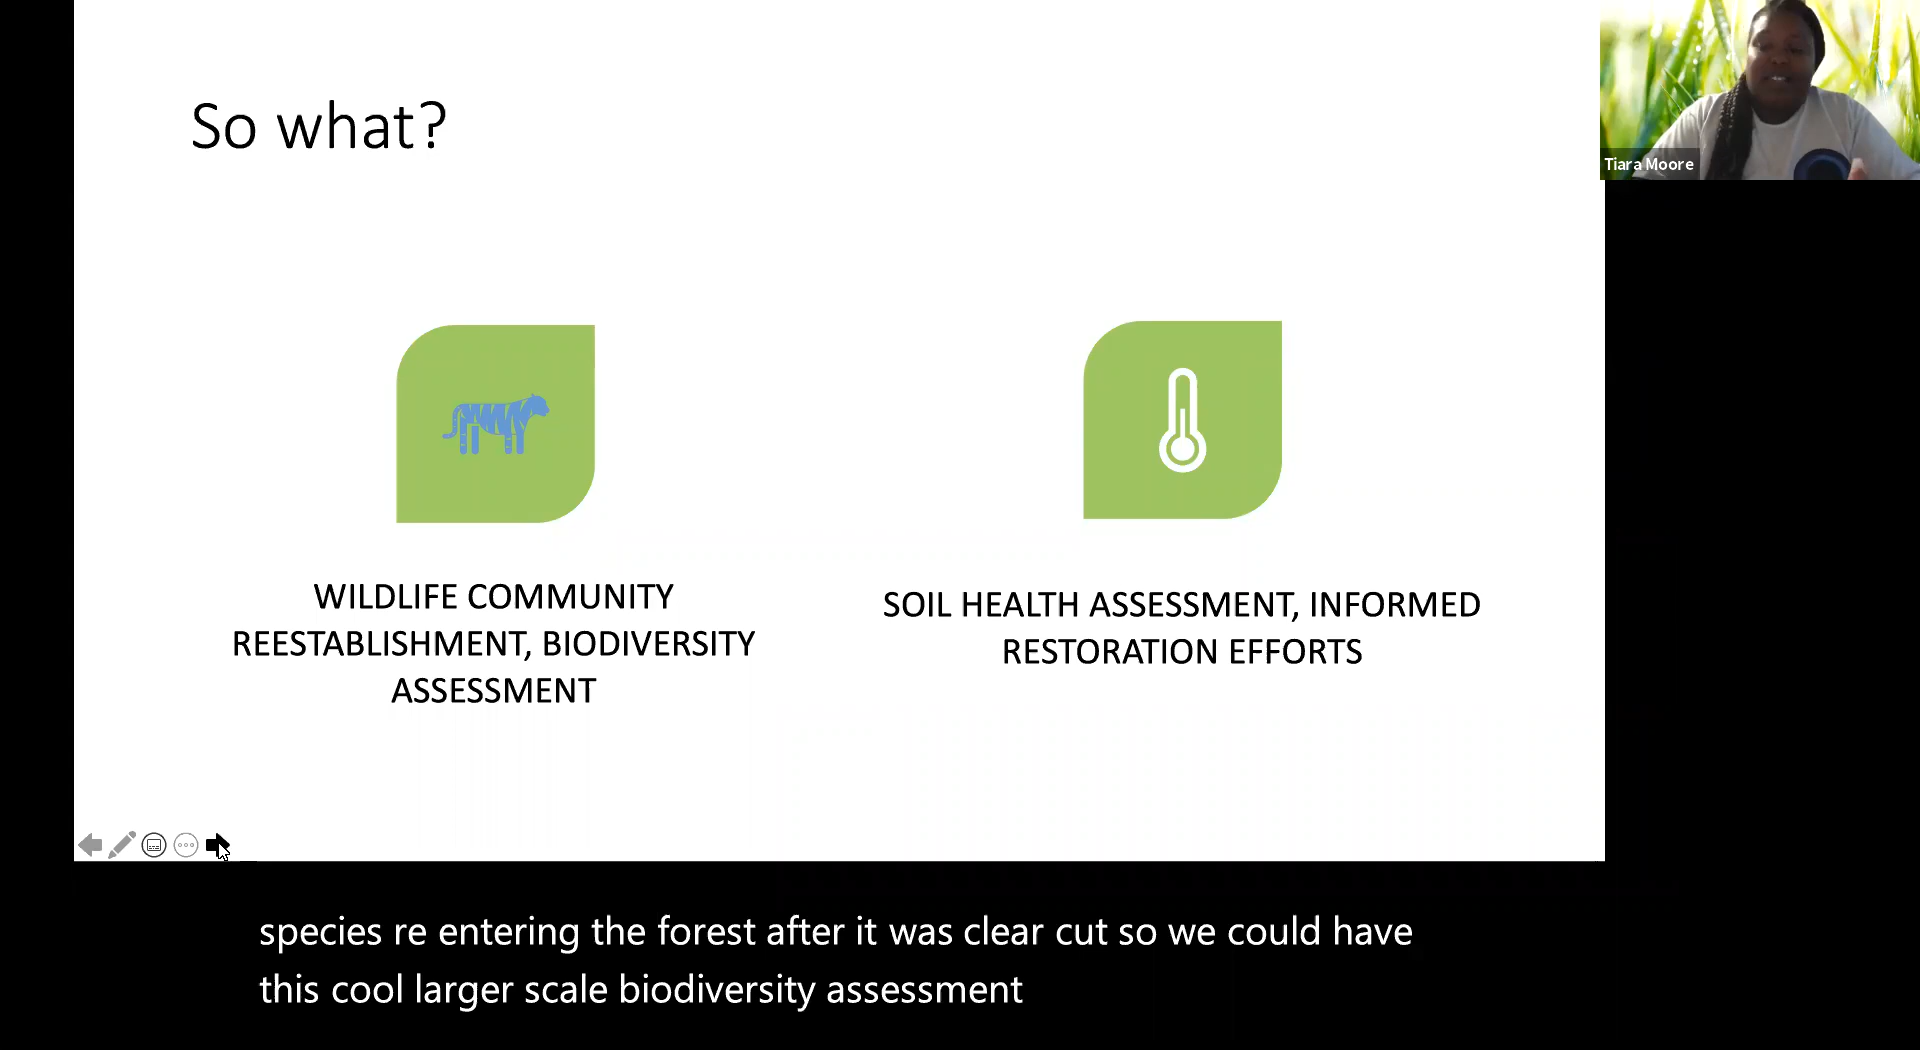 So what?
Tiara Moore
WILDLIFE COMMUNITY
REESTABLISHMENT, BIODIVERSITY
ASSESSMENT
SOIL HEALTH ASSESSMENT, INFORMED
RESTORATION EFFORTS
species re entering the forest after it was clear cut so we could have
this cool larger scale biodiversity assessment